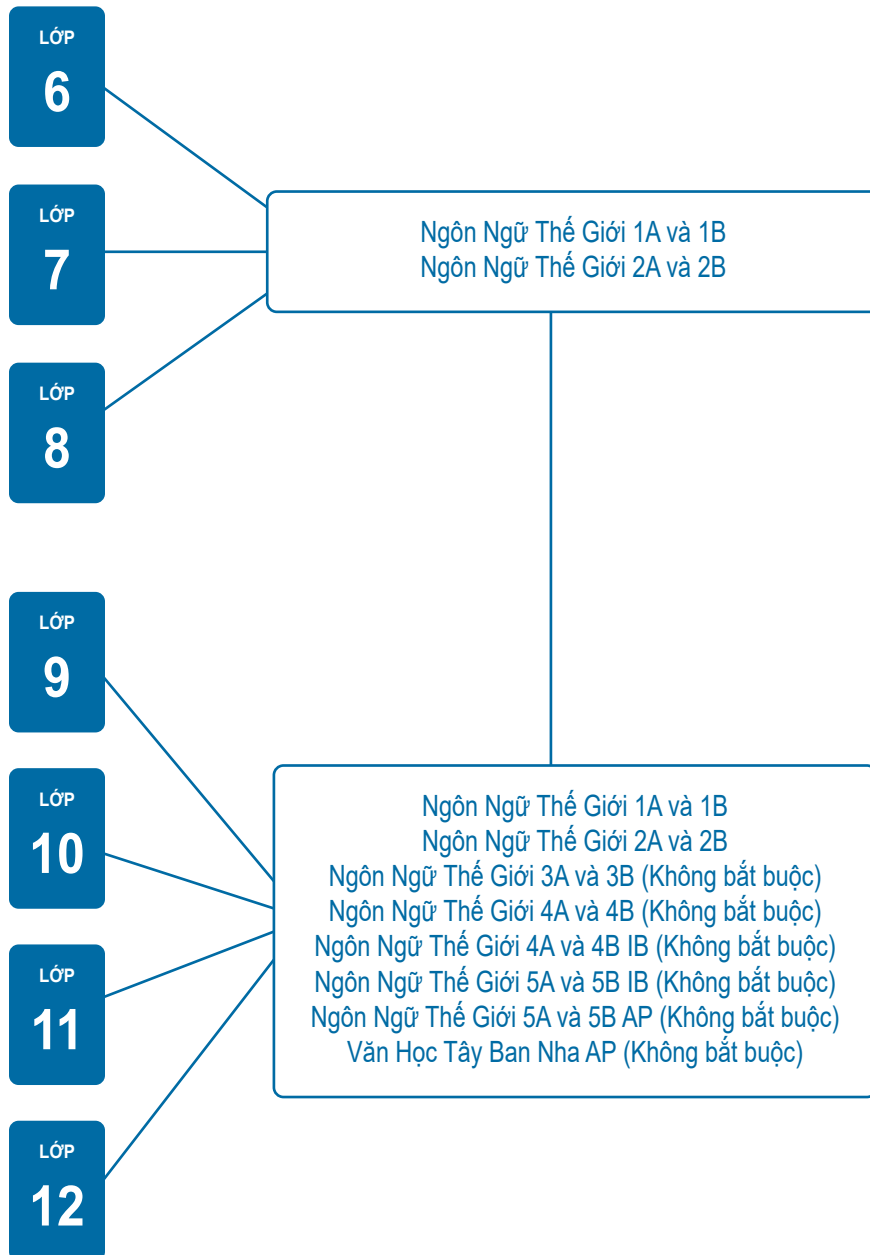 LỚP
6
LỚP
7
LỚP
8
Ngôn Ngữ Thế Giới 1A và 1B
Ngôn Ngữ Thế Giới 2A và 2B
LỚP
9
LỚP
10
LỚP
11
LỚP
12
Ngôn Ngữ Thế Giới 1A và 1B
Ngôn Ngữ Thế Giới 2A và 2B
Ngôn Ngữ Thế Giới 3A và 3B (Không bắt buộc)
Ngôn Ngữ Thế Giới 4A và 4B (Không bắt buộc)
Ngôn Ngữ Thế Giới 4A và 4B IB (Không bắt buộc)
Ngôn Ngữ Thế Giới 5A và 5B IB (Không bắt buộc)
Ngôn Ngữ Thế Giới 5A và 5B AP (Không bắt buộc)
Văn Học Tây Ban Nha AP (Không bắt buộc)